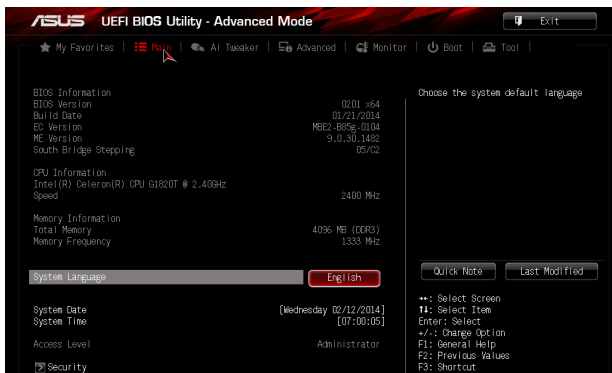 ASUS UEFI BIOS Utility - Advanced Mode
Exit
My Favorites
Main
Ai Tweaker
Advanced
Monitor
Boot
Tool
BIOS Information
BIOS Version 0201 x64
Build Date 01/21/2014
EC Version MBE2-B85g-0104
ME Version 9.0.30.1482
South Bridge Stepping 05/C2
CPU Information
Intel(R) Celeron(R) CPU G1820T @ 2.40GHz
Speed 2400 MHz
Memory Information
Total Memory 4096 MB (DDR3)
Memory Frequency 1333 MHz
System Language English
System Date [Wednesday 02/12/2014]
System Time [07:00:05]
Access Level Administrator
Security
Choose the system default language
Quick Note
Last Modified
→←: Select Screen
↑↓: Select Item
Enter: Select
+/-: Change Option
F1: General Help
F2: Previous Values
F3: Shortcut